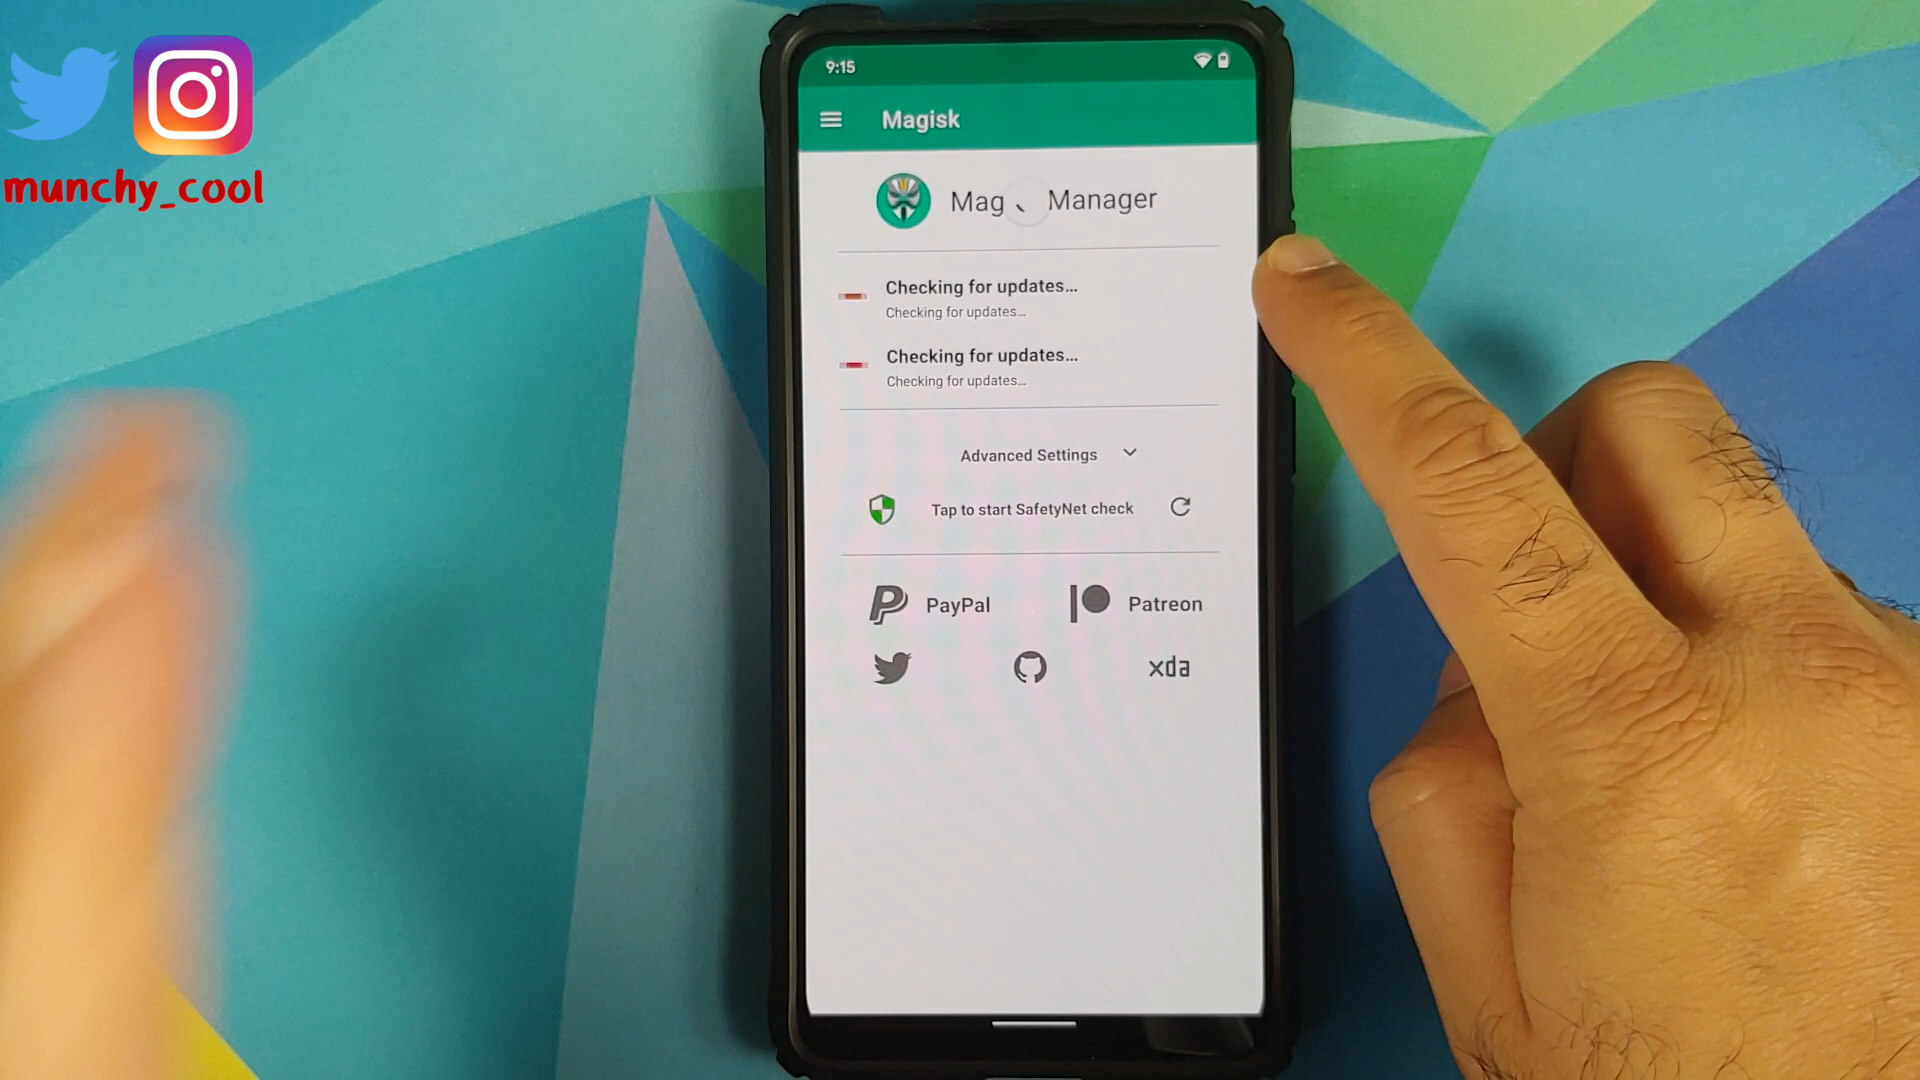 munchy_cool
9:15
Magisk
Mag Manager
Checking for updates...
Checking for updates...
Checking for updates...
Checking for updates...
Advanced Settings
Tap to start SafetyNet check
PayPal
Patreon
xda